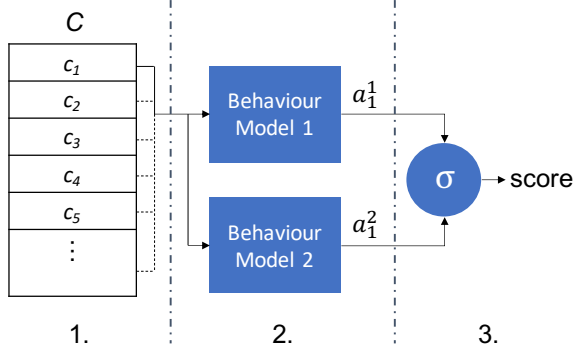 C
c₁
c₂
c₃
c₄
c₅
⋮
Behaviour
Model 1
a₁¹
Behaviour
Model 2
a₁²
σ
score
1.
2.
3.